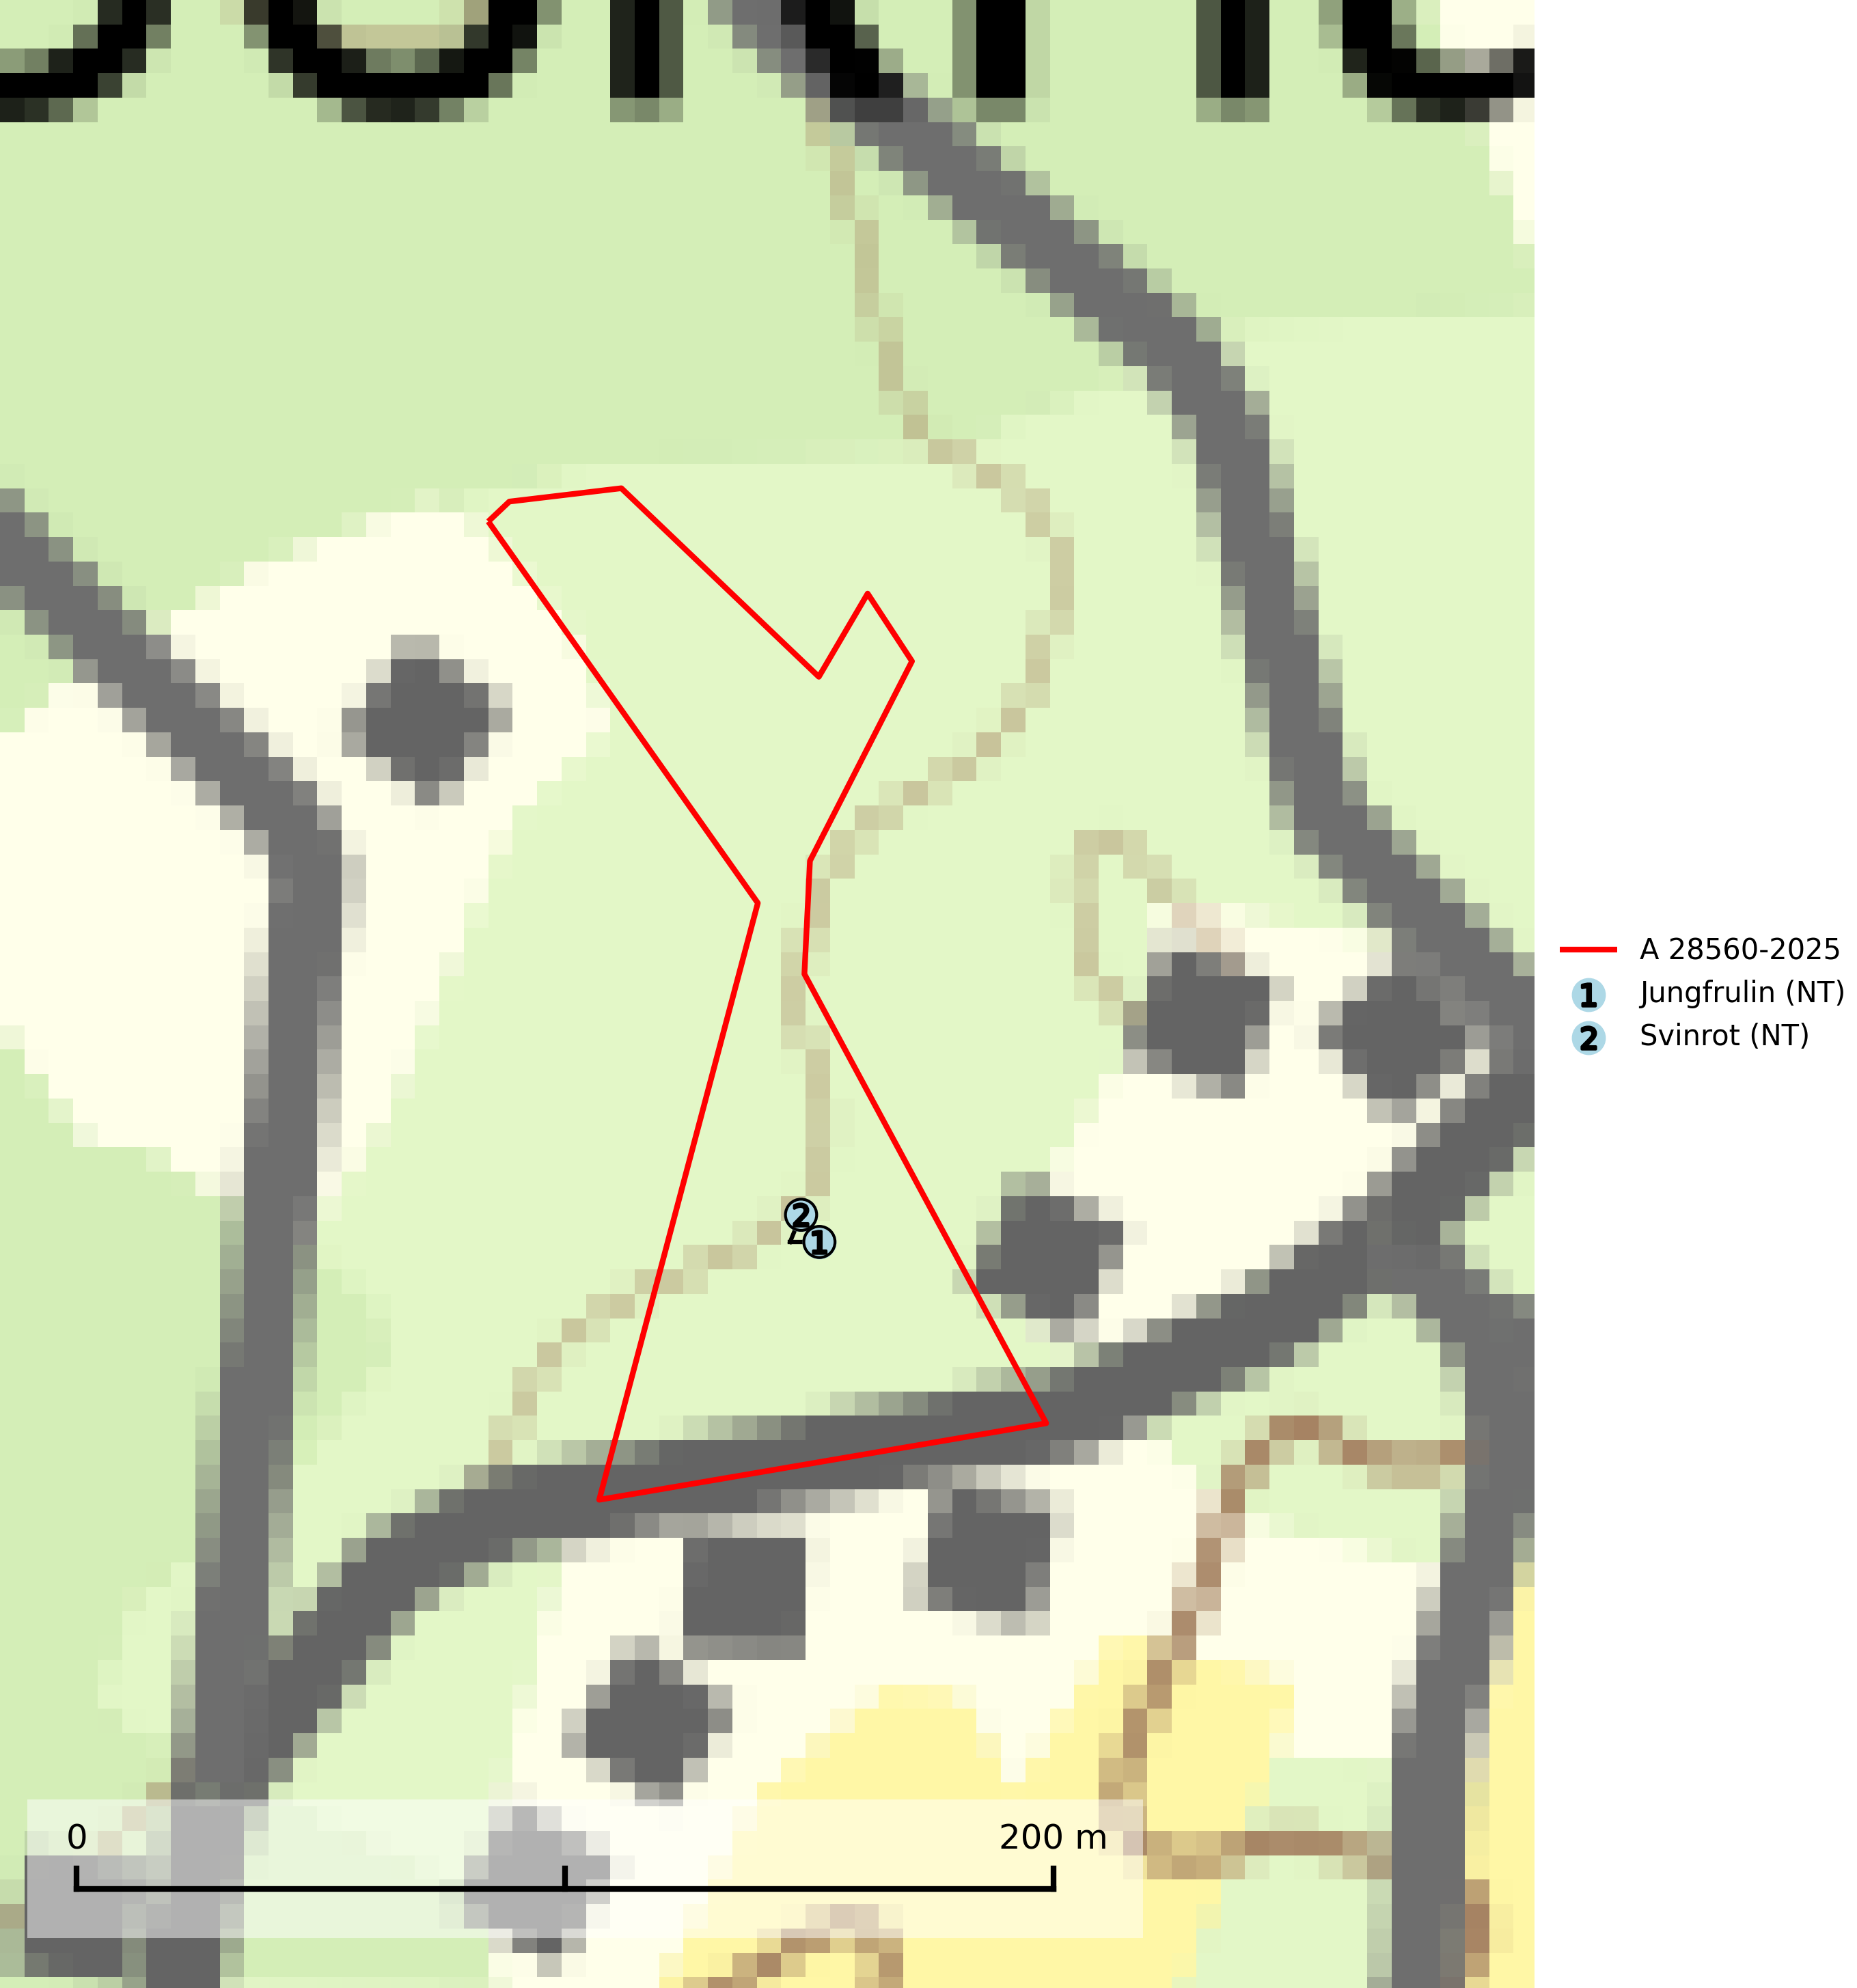 A 28560-2025
1 Jungfrulin (NT)
2 Svinrot (NT)
2
1
0 200 m